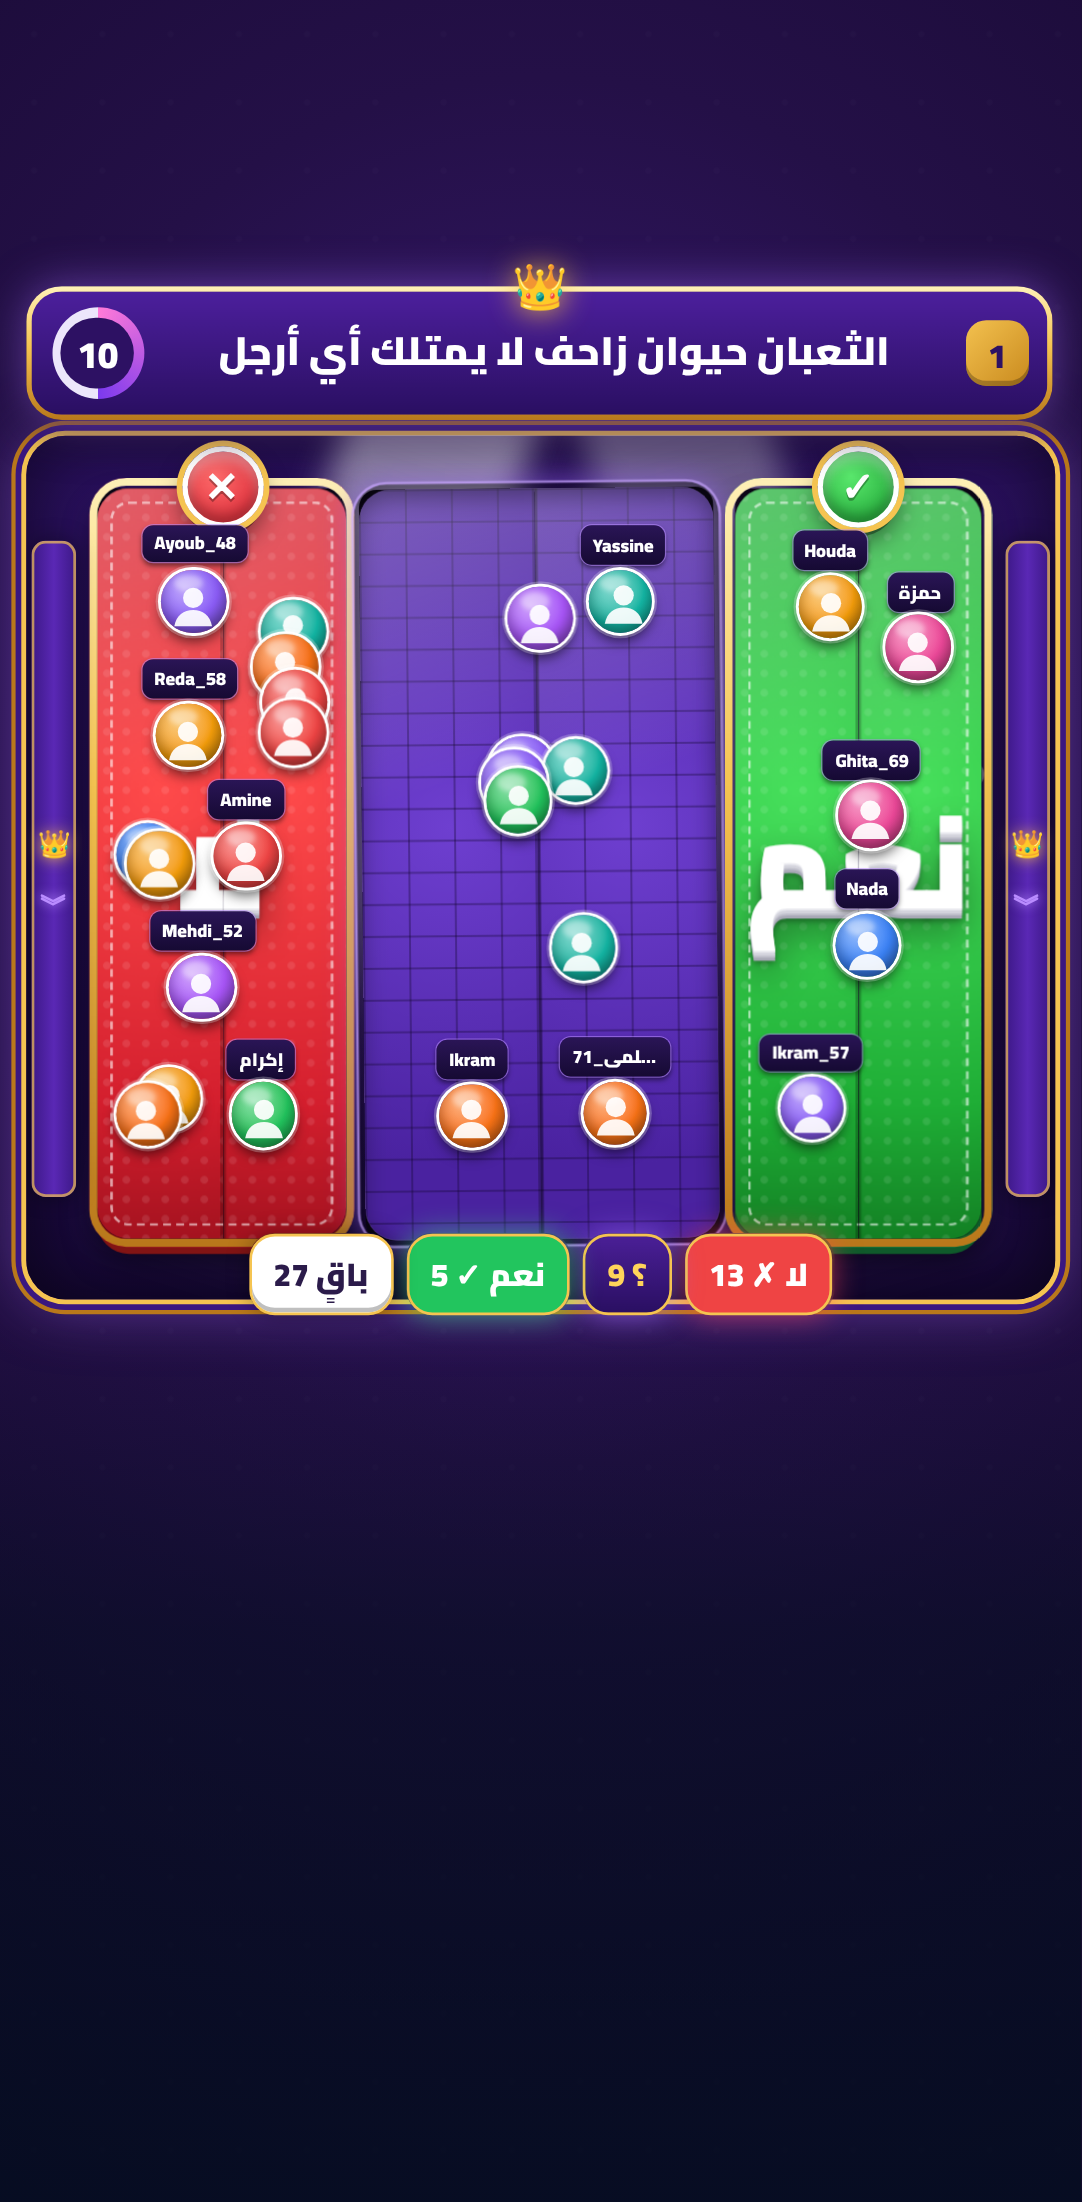 1
الثعبان حيوان زاحف لا يمتلك أي أرجل
10
✓
✕
Houda
حمزة
Ghita_69
نعم
Nada
Ikram_57
Yassine
Ikram
لمى_71...
Ayoub_48
Reda_58
Amine
Mehdi_52
إكرام
لا ✗ 13
؟ 9
نعم ✓ 5
باقٍ 27